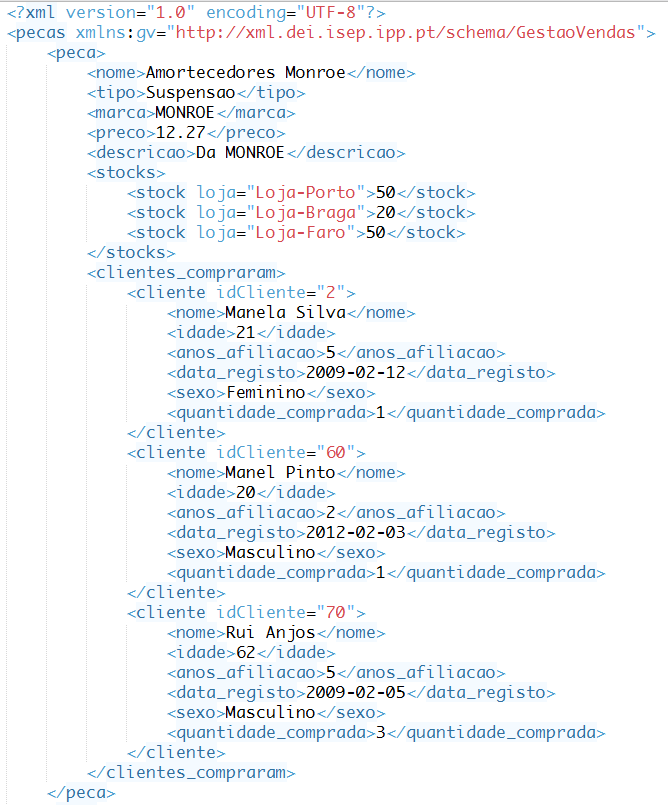 <?xml version="1.0" encoding="UTF-8"?>
<pecas xmlns:gv="http://xml.dei.isep.ipp.pt/schema/GestaoVendas">
<peca>
<nome>Amortecedores Monroe</nome>
<tipo>Suspensao</tipo>
<marca>MONROE</marca>
<preco>12.27</preco>
<descricao>Da MONROE</descricao>
<stocks>
<stock loja="Loja-Porto">50</stock>
<stock loja="Loja-Braga">20</stock>
<stock loja="Loja-Faro">50</stock>
</stocks>
<clientes_compraram>
<cliente idCliente="2">
<nome>Manela Silva</nome>
<idade>21</idade>
<anos_afiliacao>5</anos_afiliacao>
<data_registo>2009-02-12</data_registo>
<sexo>Feminino</sexo>
<quantidade_comprada>1</quantidade_comprada>
</cliente>
<cliente idCliente="60">
<nome>Manel Pinto</nome>
<idade>20</idade>
<anos_afiliacao>2</anos_afiliacao>
<data_registo>2012-02-03</data_registo>
<sexo>Masculino</sexo>
<quantidade_comprada>1</quantidade_comprada>
</cliente>
<cliente idCliente="70">
<nome>Rui Anjos</nome>
<idade>62</idade>
<anos_afiliacao>5</anos_afiliacao>
<data_registo>2009-02-05</data_registo>
<sexo>Masculino</sexo>
<quantidade_comprada>3</quantidade_comprada>
</cliente>
</clientes_compraram>
</peca>